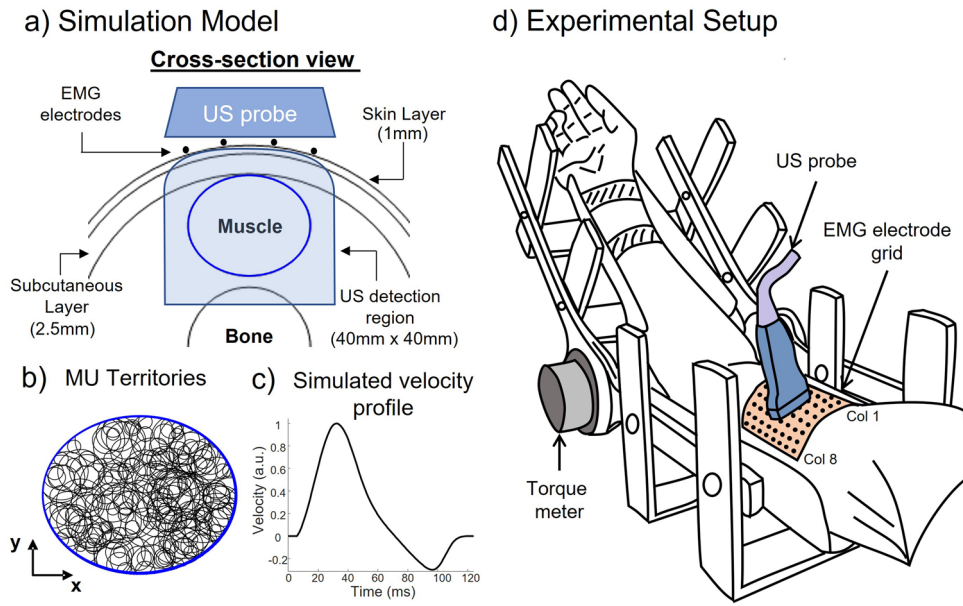 a) Simulation Model
Cross-section view
EMG
electrodes
US probe
Skin Layer
(1mm)
Muscle
Subcutaneous
Layer
(2.5mm)
US detection
region
(40mm x 40mm)
Bone
b) MU Territories
y
x
c) Simulated velocity
profile
Velocity (a.u.)
1
0.8
0.6
0.4
0.2
0
-0.2
0 20 40 60 80 100 120
Time (ms)
d) Experimental Setup
US probe
EMG electrode
grid
Col 1
Col 8
Torque
meter